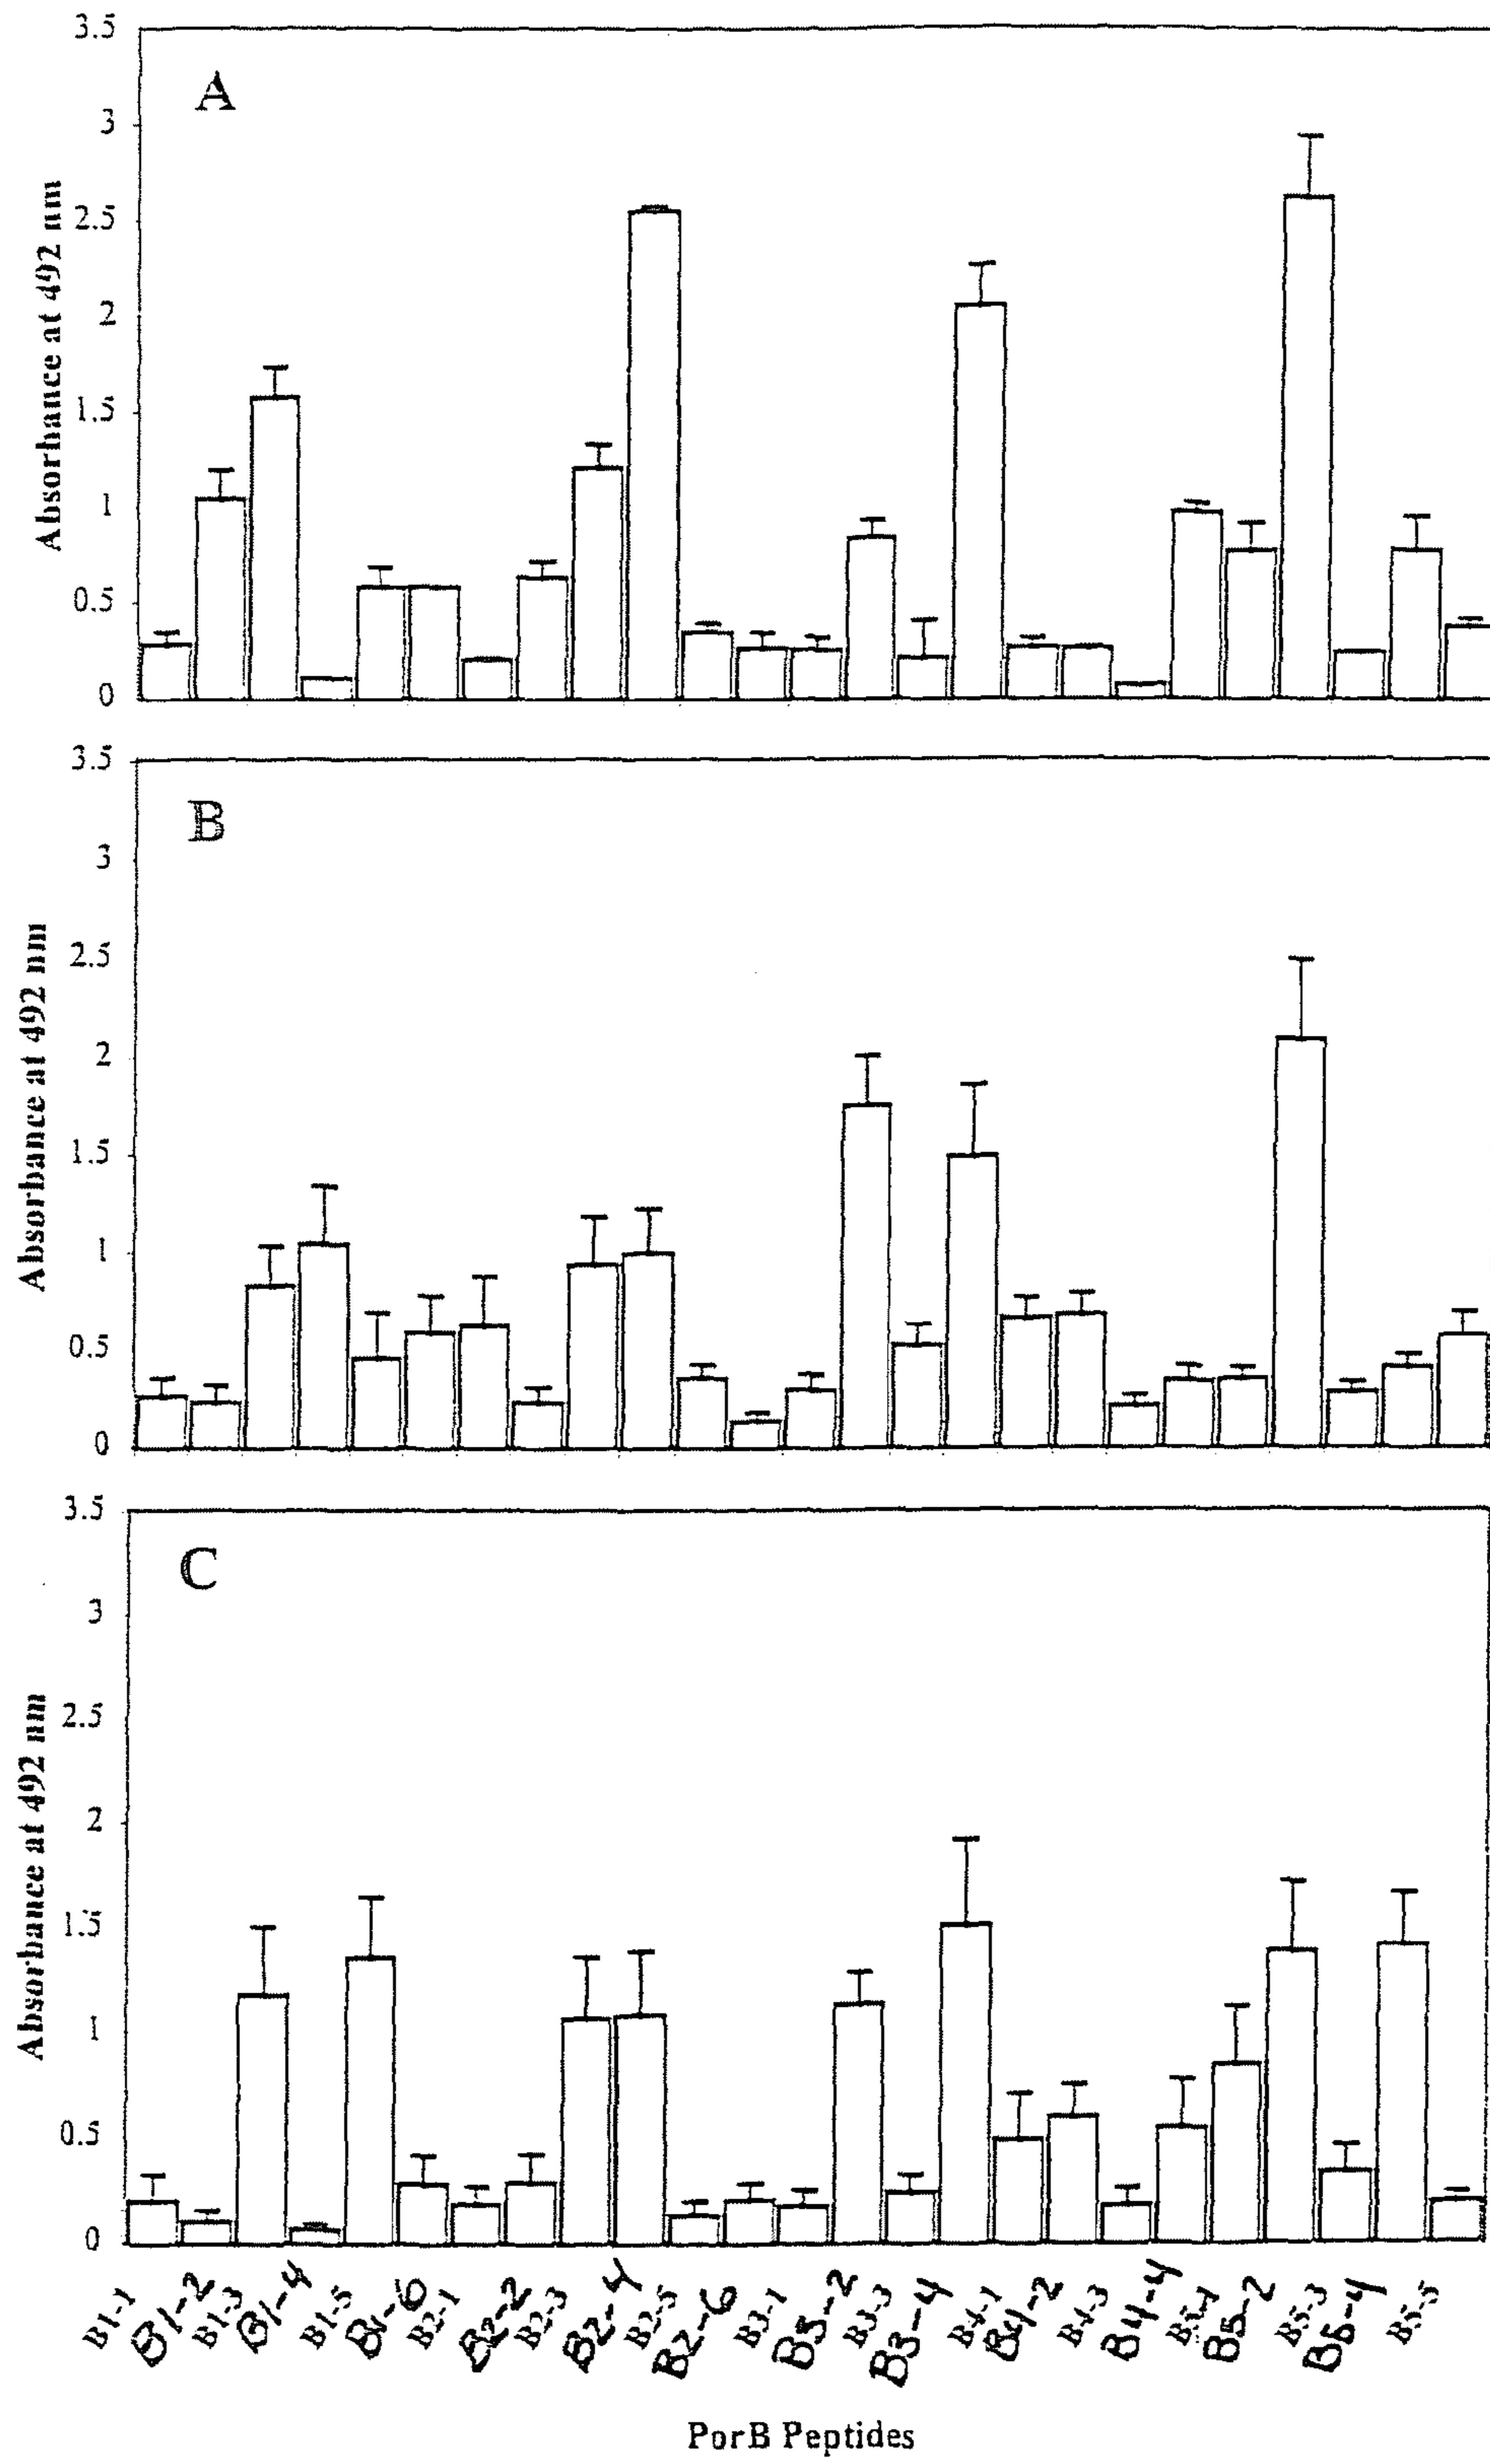 3.5
A
3
2.5
2
1.5
1
0.5
0
Absorbance at 492 nm
3.5
B
3
2.5
2
1.5
1
0.5
0
Absorbance at 492 nm
3.5
C
3
2.5
2
1.5
1
0.5
0
Absorbance at 492 nm
B1-1
B1-2
B1-3
B1-4
B1-5
B1-6
B2-1
B2-2
B2-3
B2-4
B2-5
B2-6
B3-1
B3-2
B3-3
B3-4
B4-1
B4-2
B4-3
B4-4
B5-1
B5-2
B5-3
B5-4
B5-5
PorB Peptides